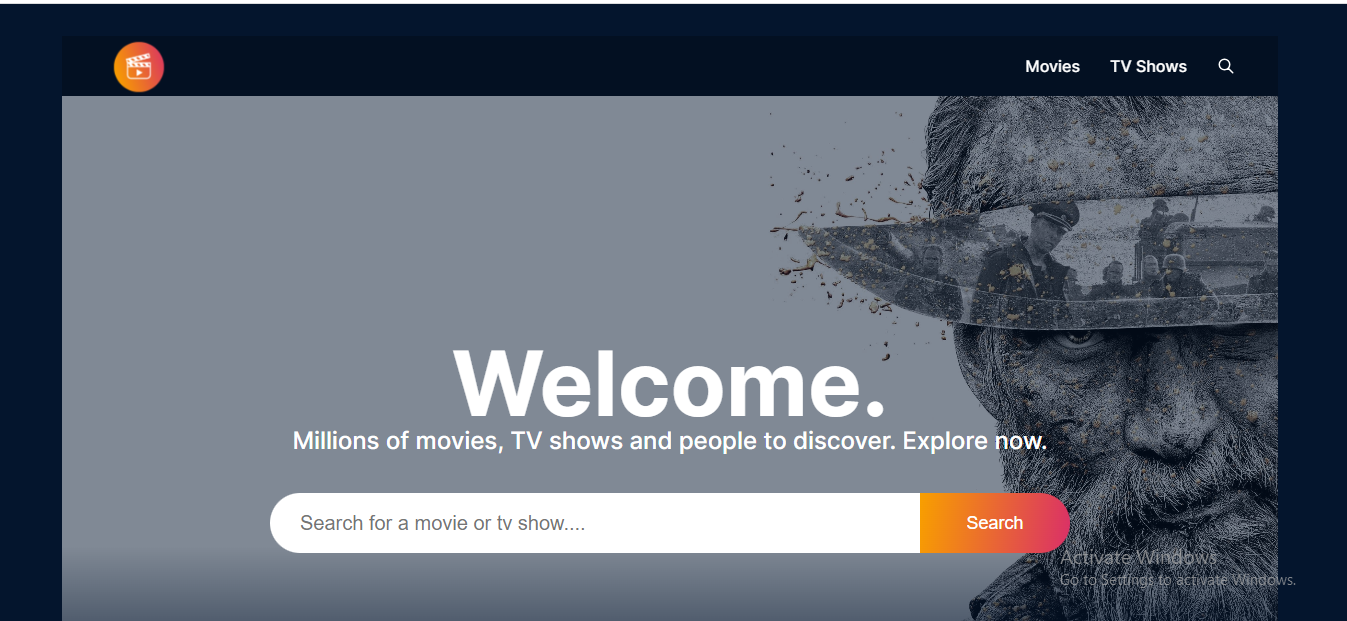 Movies TV Shows
Welcome.
Millions of movies, TV shows and people to discover. Explore now.
Search for a movie or tv show....
Search
Activate Windows
Go to Settings to activate Windows.